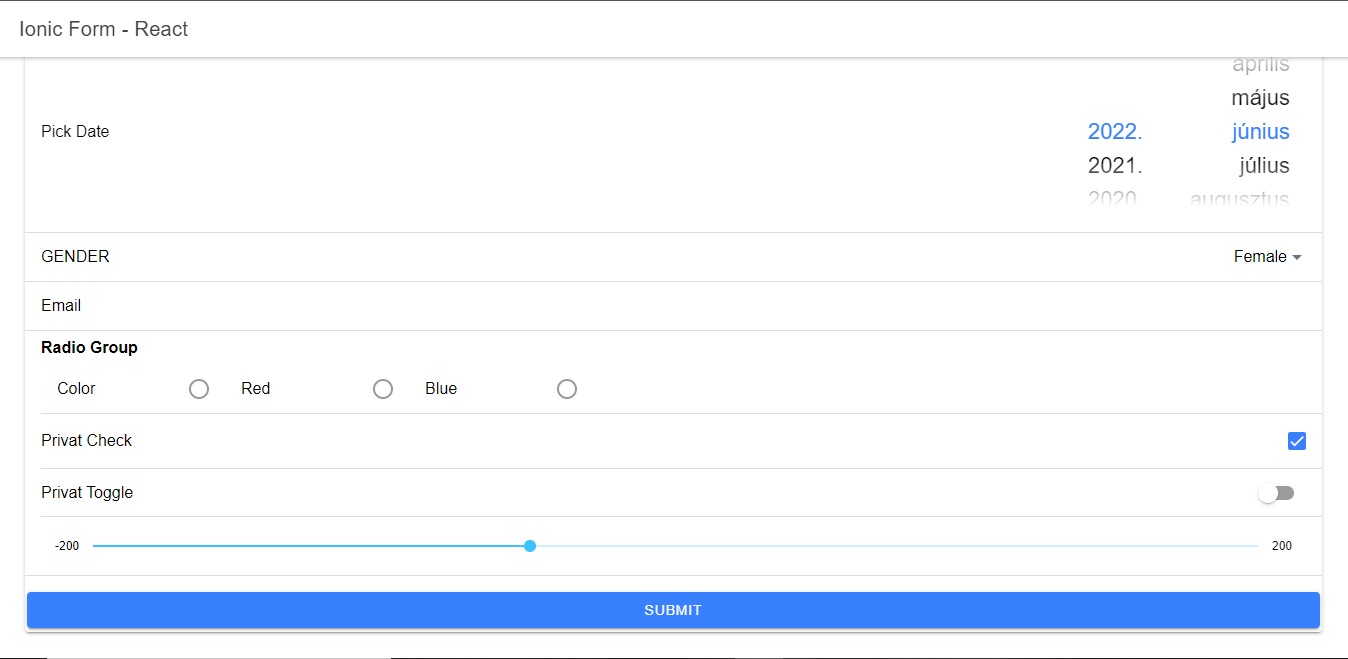 Ionic Form - React
április
május
Pick Date 2022. június
2021. július
2020. augusztus
GENDER Female
Email
Radio Group
Color Red Blue
Privat Check
Privat Toggle
-200 200
SUBMIT